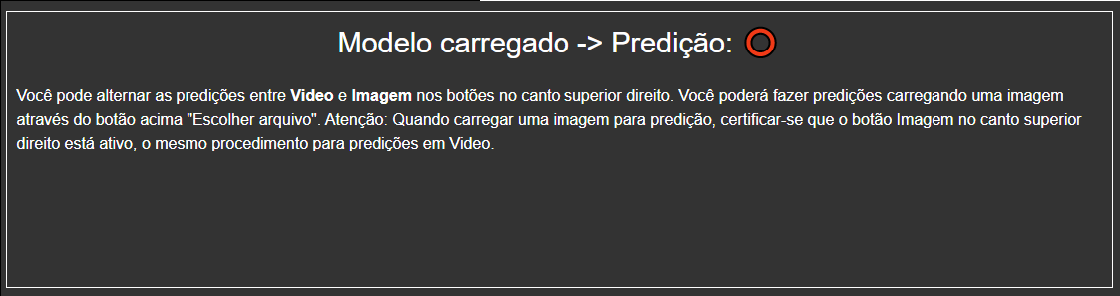 Modelo carregado -> Predição:
Você pode alternar as predições entre Video e Imagem nos botões no canto superior direito. Você poderá fazer predições carregando uma imagem
através do botão acima "Escolher arquivo". Atenção: Quando carregar uma imagem para predição, certificar-se que o botão Imagem no canto superior
direito está ativo, o mesmo procedimento para predições em Video.